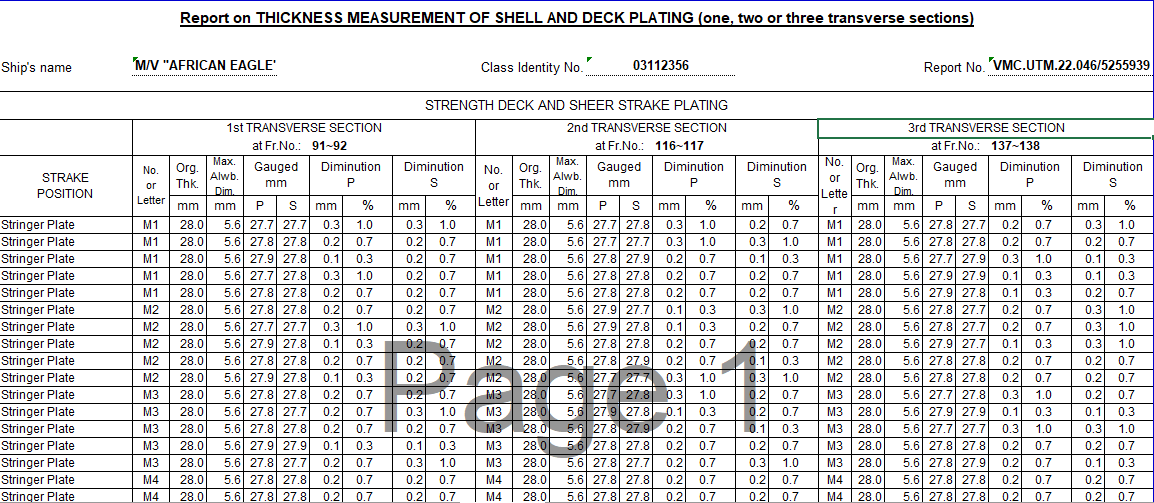 Report on THICKNESS MEASUREMENT OF SHELL AND DECK PLATING (one, two or three transverse sections)
Ship's name M/V "AFRICAN EAGLE' Class Identity No. 03112356 Report No. VMC.UTM.22.046/5255939
STRENGTH DECK AND SHEER STRAKE PLATING
1st TRANSVERSE SECTION 2nd TRANSVERSE SECTION 3rd TRANSVERSE SECTION
at Fr.No.: 91~92 at Fr.No.: 116~117 at Fr.No.: 137~138
STRAKE POSITION No. or Letter Org. Thk. Max. Alwb. Dim. Gauged mm Diminution P Diminution S No. or Letter Org. Thk. Max. Alwb. Dim. Gauged mm Diminution P Diminution S No. or Lette r Org. Thk. Max. Alwb. Dim. Gauged mm Diminution P Diminution S
mm mm P S mm % mm % mm mm P S mm % mm % mm mm P S mm % mm %
Stringer Plate M1 28.0 5.6 27.7 27.7 0.3 1.0 0.3 1.0 M1 28.0 5.6 27.7 27.8 0.3 1.0 0.2 0.7 M1 28.0 5.6 27.8 27.7 0.2 0.7 0.3 1.0
Stringer Plate M1 28.0 5.6 27.8 27.8 0.2 0.7 0.2 0.7 M1 28.0 5.6 27.7 27.7 0.3 1.0 0.3 1.0 M1 28.0 5.6 27.8 27.8 0.2 0.7 0.2 0.7
Stringer Plate M1 28.0 5.6 27.9 27.8 0.1 0.3 0.2 0.7 M1 28.0 5.6 27.8 27.9 0.2 0.7 0.1 0.3 M1 28.0 5.6 27.7 27.9 0.3 1.0 0.1 0.3
Stringer Plate M1 28.0 5.6 27.7 27.8 0.3 1.0 0.2 0.7 M1 28.0 5.6 27.8 27.8 0.2 0.7 0.2 0.7 M1 28.0 5.6 27.9 27.9 0.1 0.3 0.1 0.3
Stringer Plate M1 28.0 5.6 27.8 27.8 0.2 0.7 0.2 0.7 M1 28.0 5.6 27.8 27.8 0.2 0.7 0.2 0.7 M1 28.0 5.6 27.9 27.8 0.1 0.3 0.2 0.7
Stringer Plate M2 28.0 5.6 27.8 27.8 0.2 0.7 0.2 0.7 M2 28.0 5.6 27.9 27.7 0.1 0.3 0.3 1.0 M2 28.0 5.6 27.8 27.7 0.2 0.7 0.3 1.0
Stringer Plate M2 28.0 5.6 27.7 27.7 0.3 1.0 0.3 1.0 M2 28.0 5.6 27.9 27.8 0.1 0.3 0.2 0.7 M2 28.0 5.6 27.8 27.7 0.2 0.7 0.3 1.0
Stringer Plate M2 28.0 5.6 27.9 27.8 0.1 0.3 0.2 0.7 M2 28.0 5.6 27.8 27.8 0.2 0.7 0.2 0.7 M2 28.0 5.6 27.9 27.7 0.1 0.3 0.3 1.0
Stringer Plate M2 28.0 5.6 27.8 27.8 0.2 0.7 0.2 0.7 M2 28.0 5.6 27.8 27.9 0.2 0.7 0.1 0.3 M2 28.0 5.6 27.8 27.8 0.2 0.7 0.2 0.7
Stringer Plate M2 28.0 5.6 27.9 27.8 0.1 0.3 0.2 0.7 M2 28.0 5.6 27.7 27.7 0.3 1.0 0.3 1.0 M2 28.0 5.6 27.8 27.8 0.2 0.7 0.2 0.7
Stringer Plate M3 28.0 5.6 27.8 27.8 0.2 0.7 0.2 0.7 M3 28.0 5.6 27.7 27.8 0.3 1.0 0.2 0.7 M3 28.0 5.6 27.7 27.8 0.3 1.0 0.2 0.7
Stringer Plate M3 28.0 5.6 27.8 27.7 0.2 0.7 0.3 1.0 M3 28.0 5.6 27.9 27.8 0.1 0.3 0.2 0.7 M3 28.0 5.6 27.9 27.9 0.1 0.3 0.1 0.3
Stringer Plate M3 28.0 5.6 27.8 27.8 0.2 0.7 0.2 0.7 M3 28.0 5.6 27.8 27.9 0.2 0.7 0.1 0.3 M3 28.0 5.6 27.7 27.7 0.3 1.0 0.3 1.0
Stringer Plate M3 28.0 5.6 27.9 27.9 0.1 0.3 0.1 0.3 M3 28.0 5.6 27.8 27.8 0.2 0.7 0.2 0.7 M3 28.0 5.6 27.8 27.8 0.2 0.7 0.2 0.7
Stringer Plate M3 28.0 5.6 27.8 27.7 0.2 0.7 0.3 1.0 M3 28.0 5.6 27.8 27.7 0.2 0.7 0.3 1.0 M3 28.0 5.6 27.8 27.9 0.2 0.7 0.1 0.3
Stringer Plate M4 28.0 5.6 27.8 27.8 0.2 0.7 0.2 0.7 M4 28.0 5.6 27.8 27.8 0.2 0.7 0.2 0.7 M4 28.0 5.6 27.8 27.8 0.2 0.7 0.2 0.7
Stringer Plate M4 28.0 5.6 27.8 27.8 0.2 0.7 0.2 0.7 M4 28.0 5.6 27.8 27.8 0.2 0.7 0.2 0.7 M4 28.0 5.6 27.8 27.8 0.2 0.7 0.2 0.7
Page 1